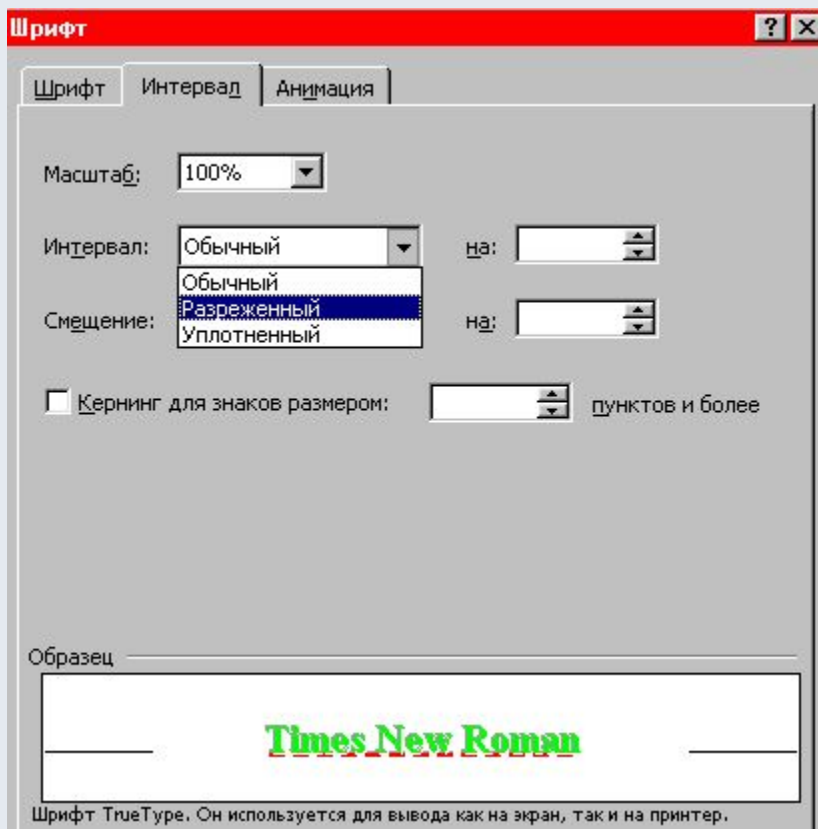 Шрифт
Шрифт Интервал Анимация
Масштаб: 100%
Интервал: Обычный на:
Обычный
Разреженный
Уплотненный
Смещение: на:
Кернинг для знаков размером: пунктов и более
Образец
Times New Roman
Шрифт TrueType. Он используется для вывода как на экран, так и на принтер.